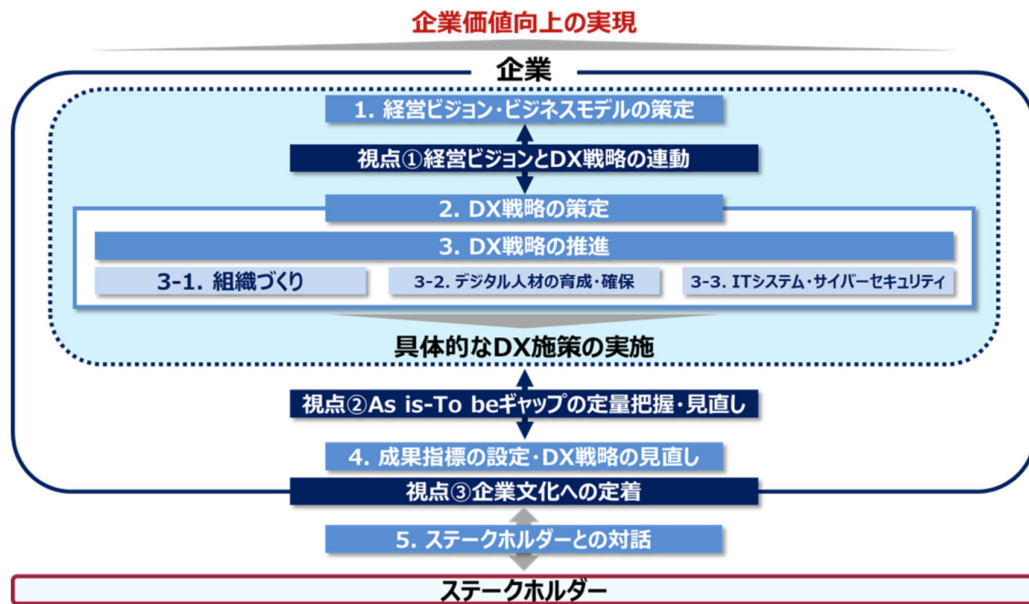 企業価値向上の実現
企業
1. 経営ビジョン・ビジネスモデルの策定
視点①経営ビジョンとDX戦略の連動
2. DX戦略の策定
3. DX戦略の推進
3-1. 組織づくり
3-2. デジタル人材の育成・確保
3-3. ITシステム・サイバーセキュリティ
具体的なDX施策の実施
視点②As is-To beギャップの定量把握・見直し
4. 成果指標の設定・DX戦略の見直し
視点③企業文化への定着
5. ステークホルダーとの対話
ステークホルダー